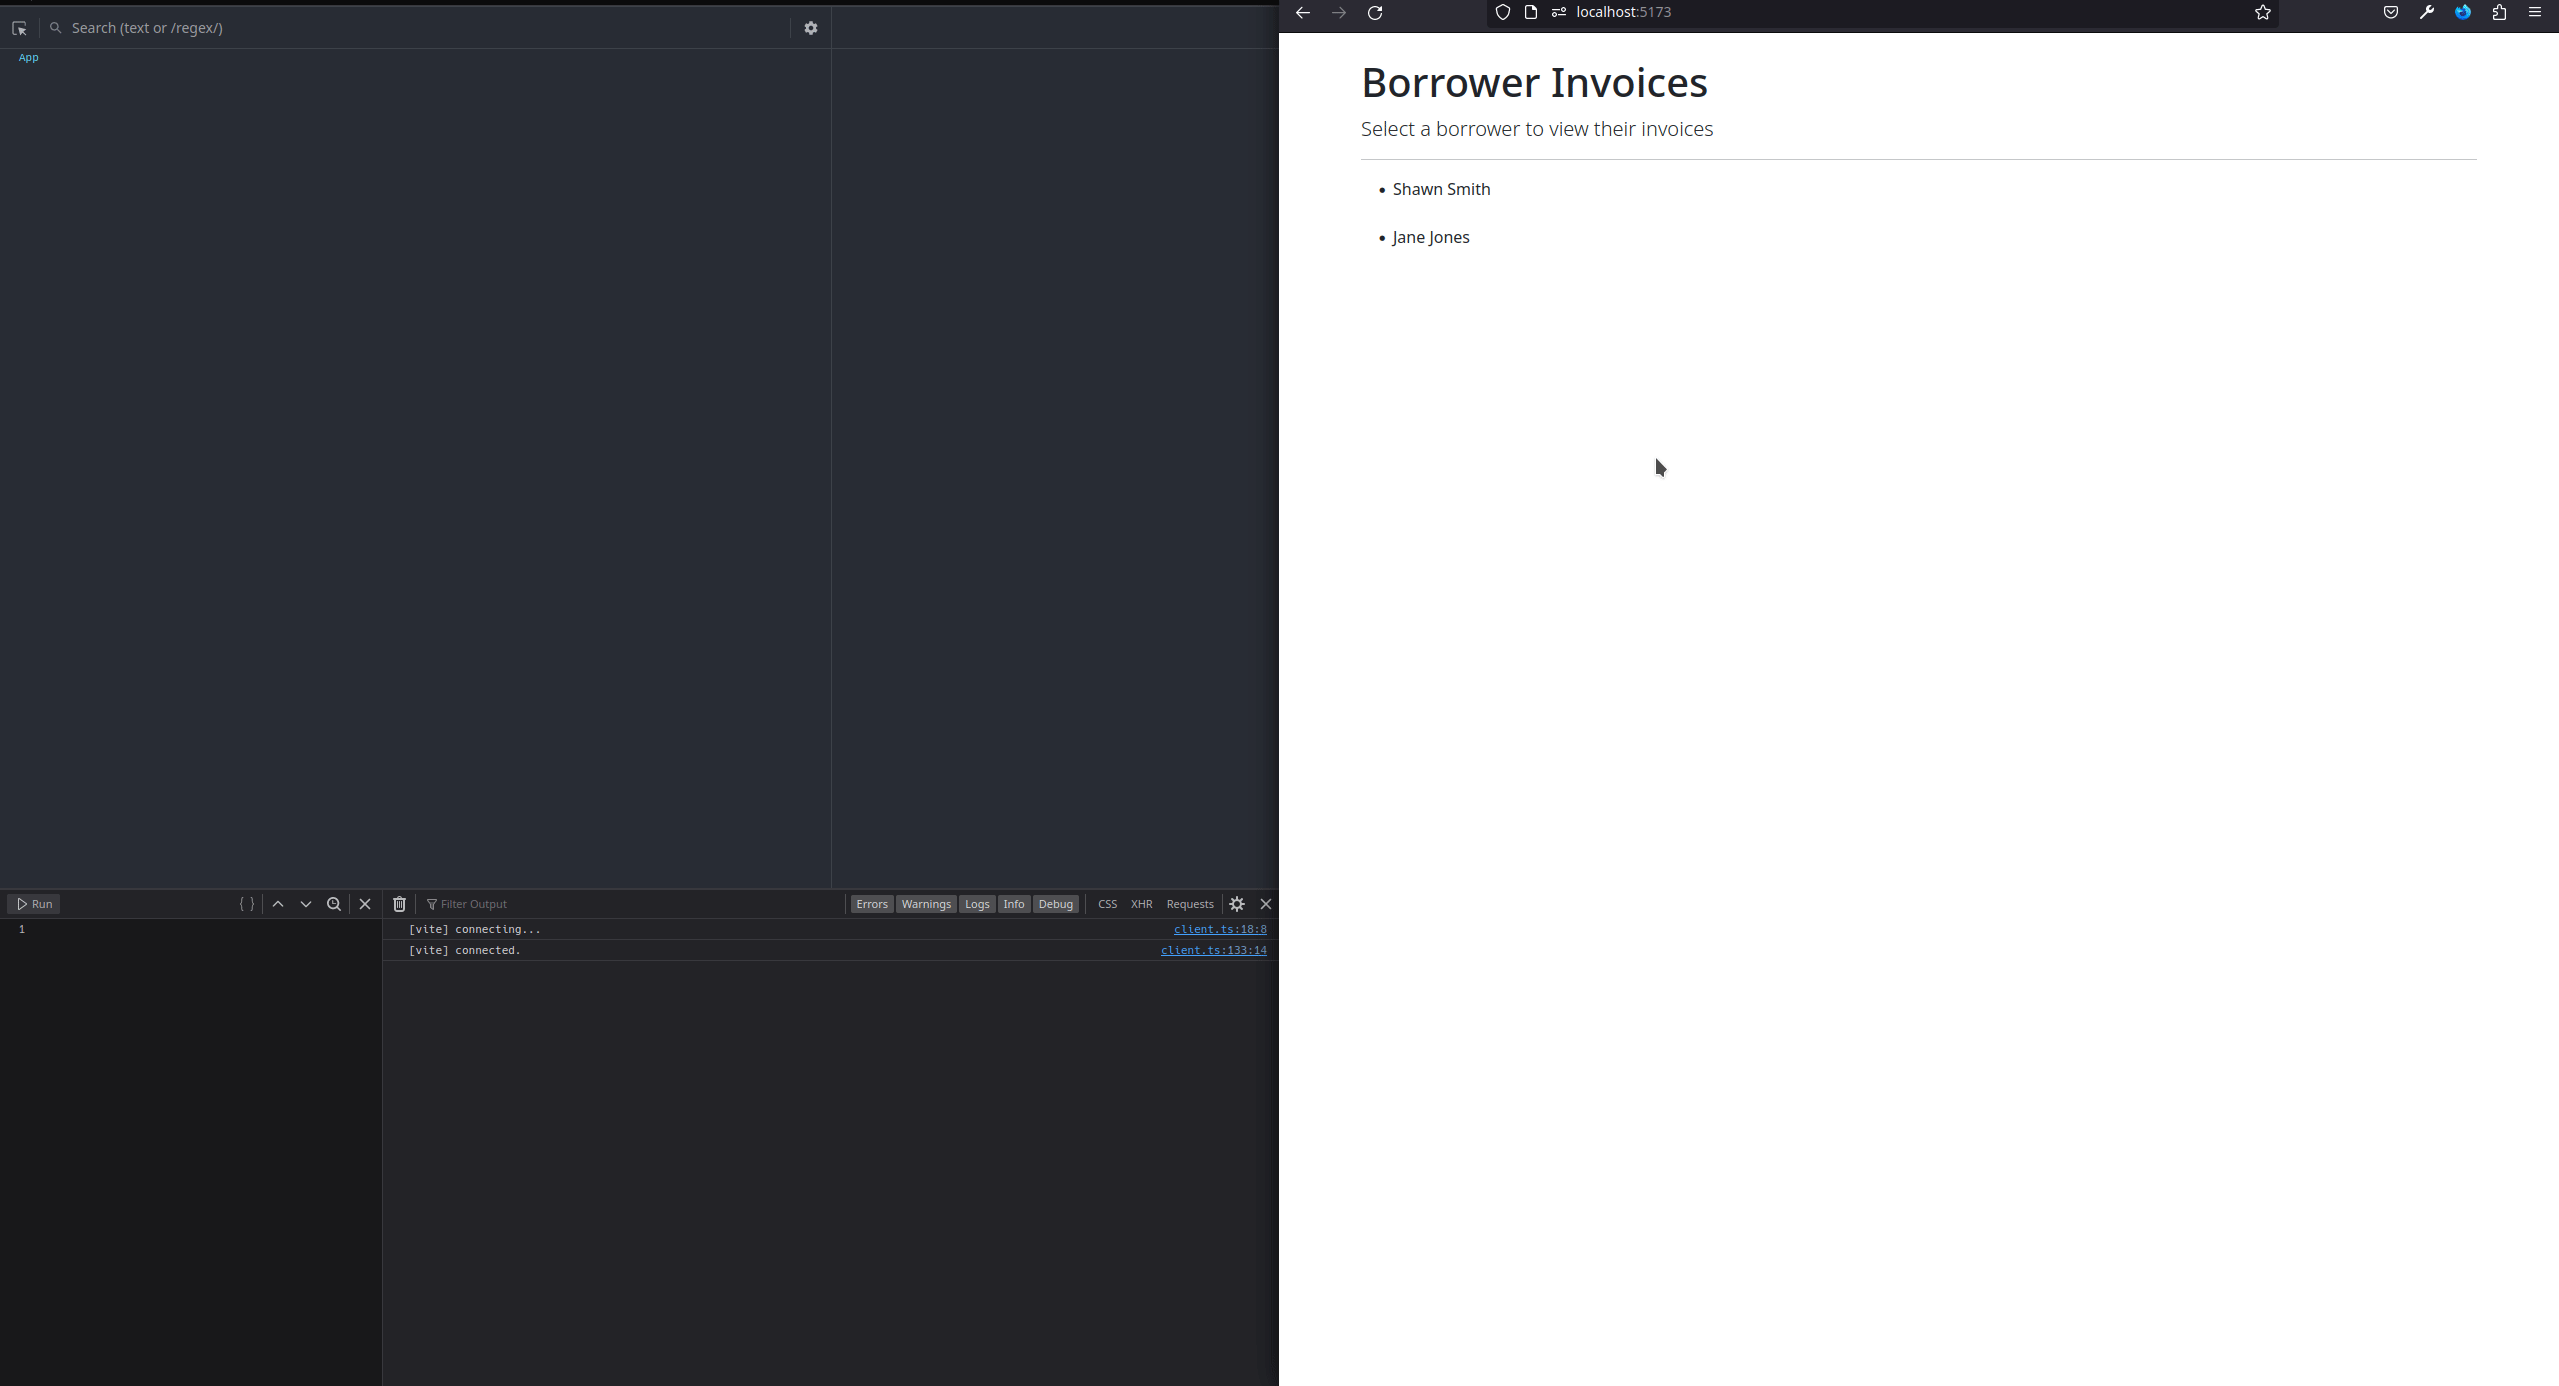 Search (text or /regex/)
App
Run
{ }
Filter Output
Errors Warnings Logs Info Debug CSS XHR Requests
1
[vite] connecting... client.ts:18:8
[vite] connected. client.ts:133:14
localhost:5173
Borrower Invoices
Select a borrower to view their invoices
• Shawn Smith
• Jane Jones